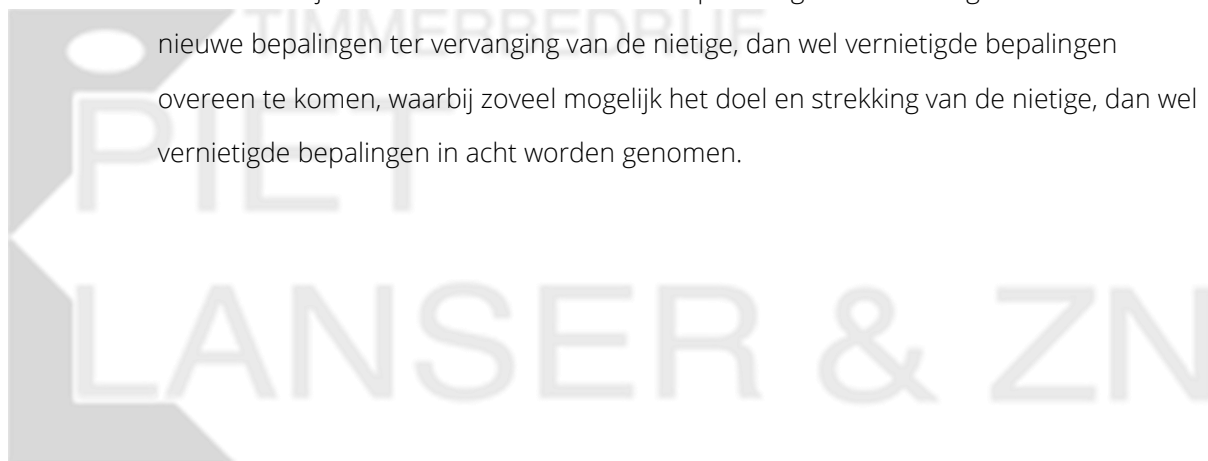 TIMMERBEDRIJF
nieuwe bepalingen ter vervanging van de nietige, dan wel vernietigde bepalingen
overeen te komen, waarbij zoveel mogelijk het doel en strekking van de nietige, dan wel
vernietigde bepalingen in acht worden genomen.
PIET
LANSER & ZN